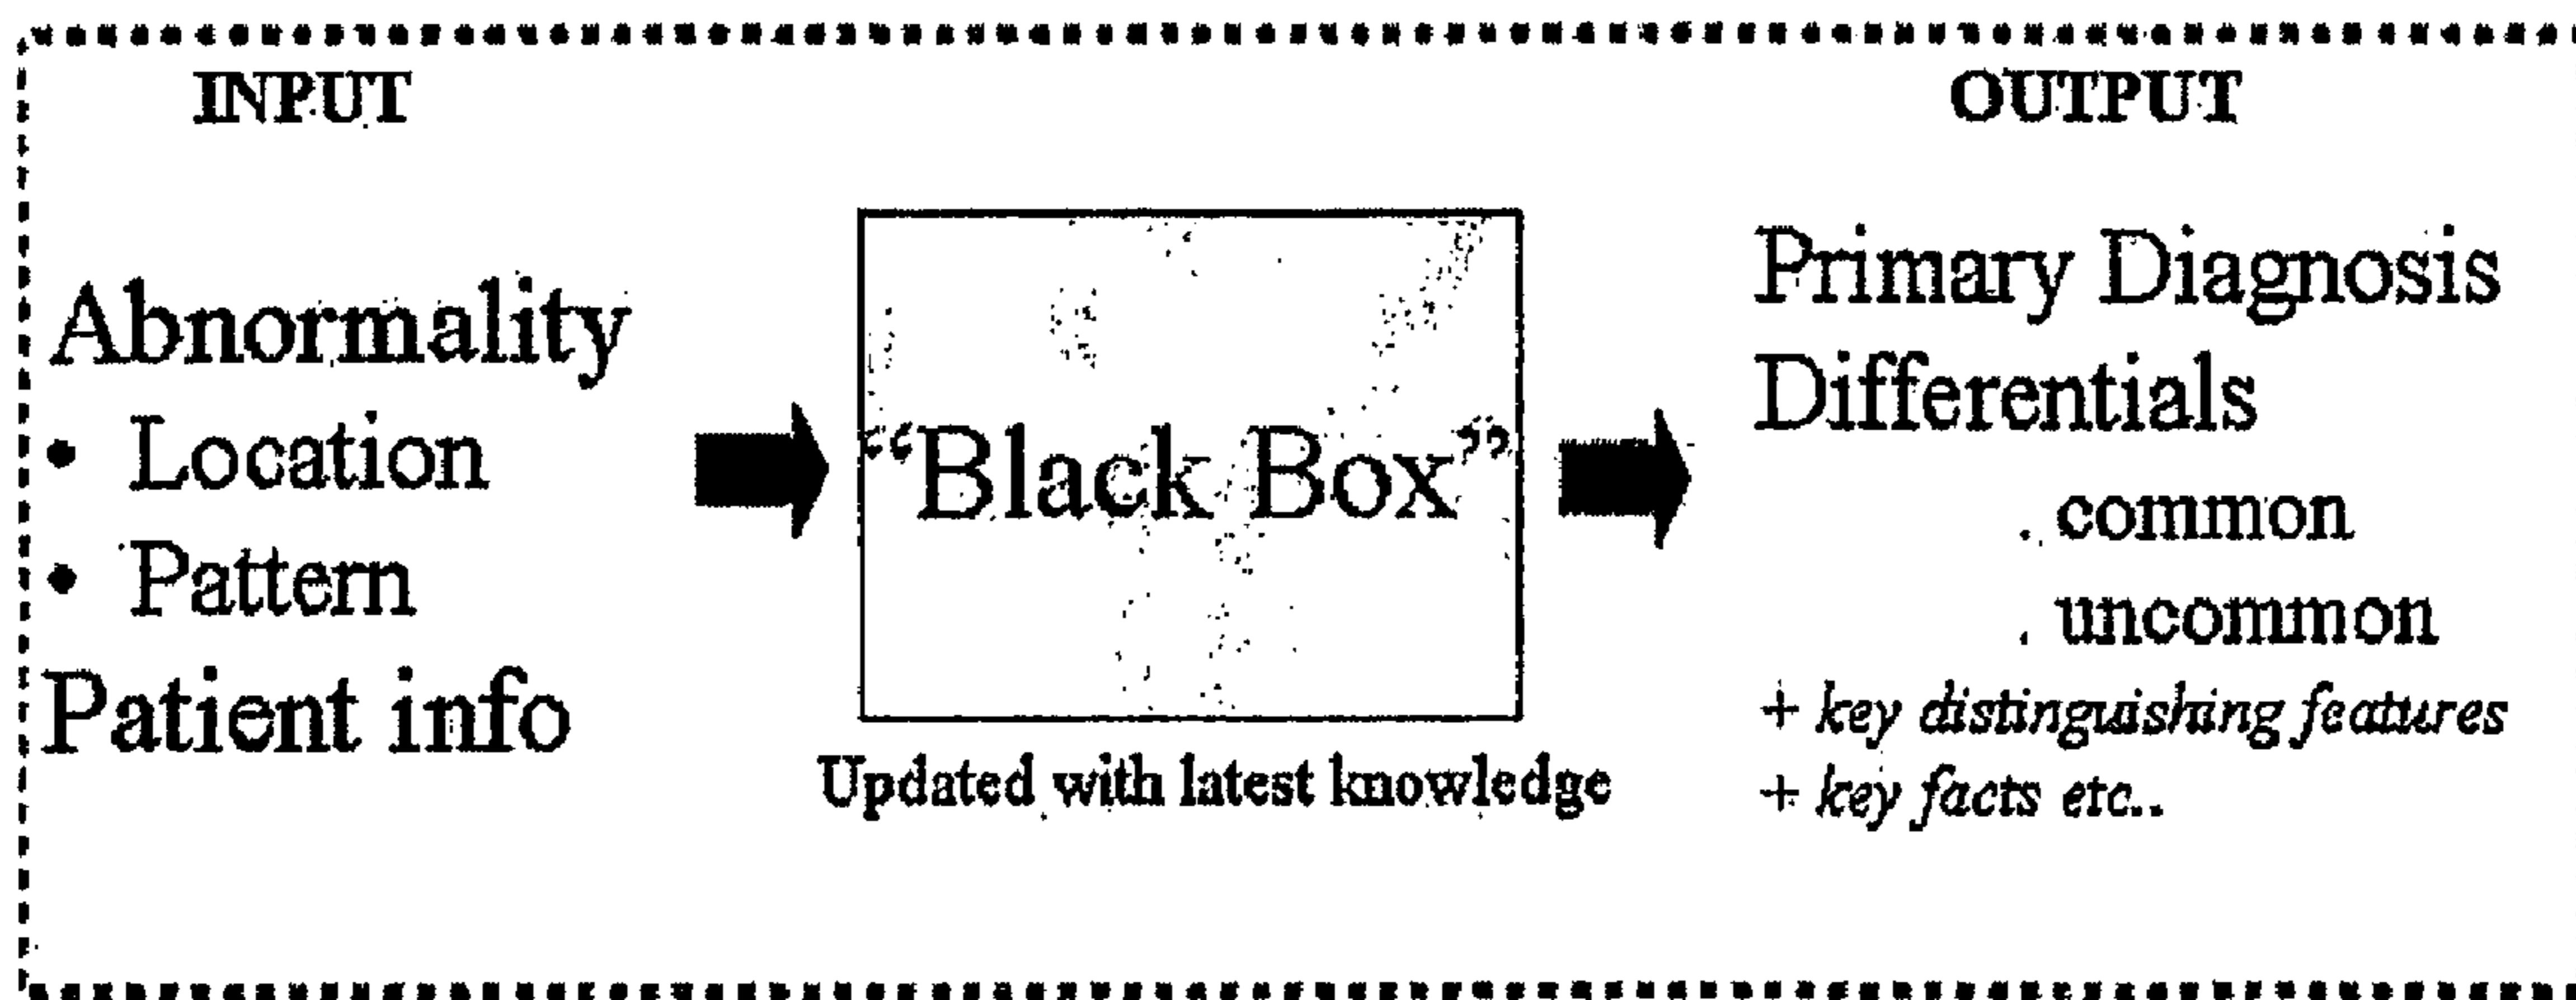 INPUT
Abnormality
• Location
• Pattern
Patient info
“Black Box”
Updated with latest knowledge
OUTPUT
Primary Diagnosis
Differentials
. common
. uncommon
+ key distinguishing features
+ key facts etc..